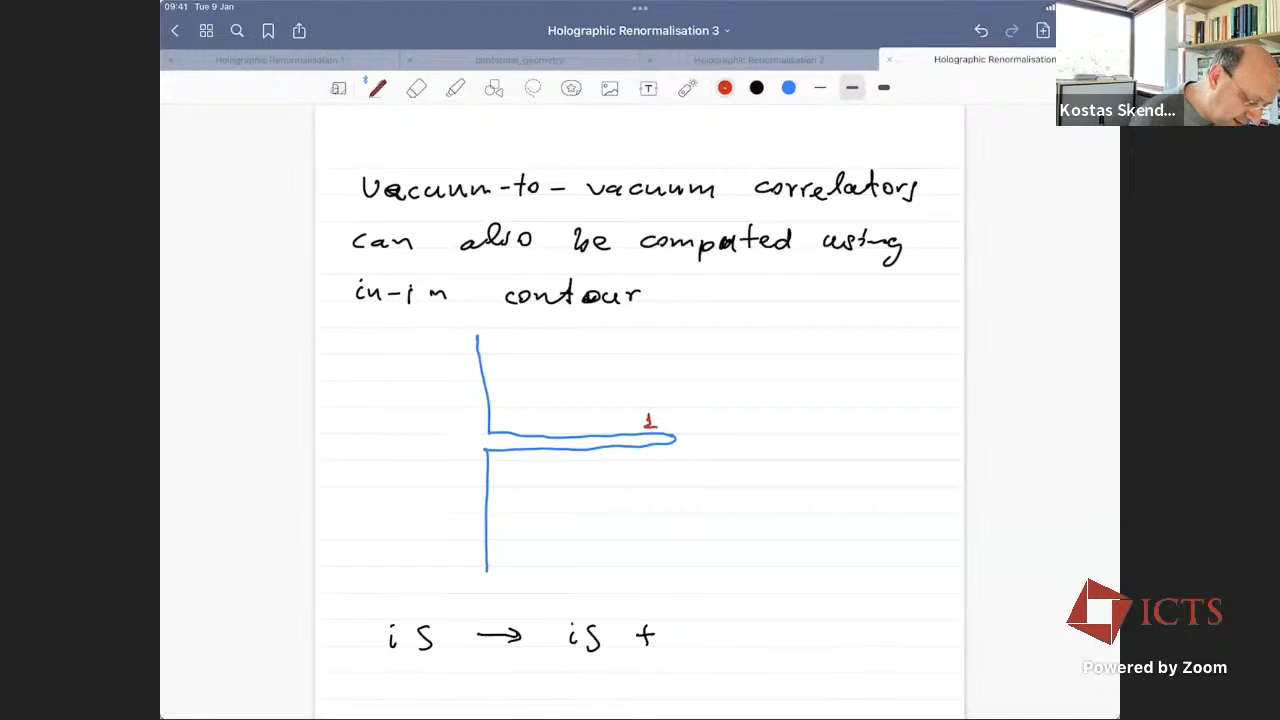 09:41 Tue 9 Jan
Holographic Renormalisation 3
Holographic Renormalisation 1
conformal_geometry
Holographic Renormalisation 2
Holographic Renormalisation
T
Kostas Skend...
Vacuum-to-vacuum correlators
can also be computed using
in-in contour
1
iS → iS +
ICTS
Powered by Zoom